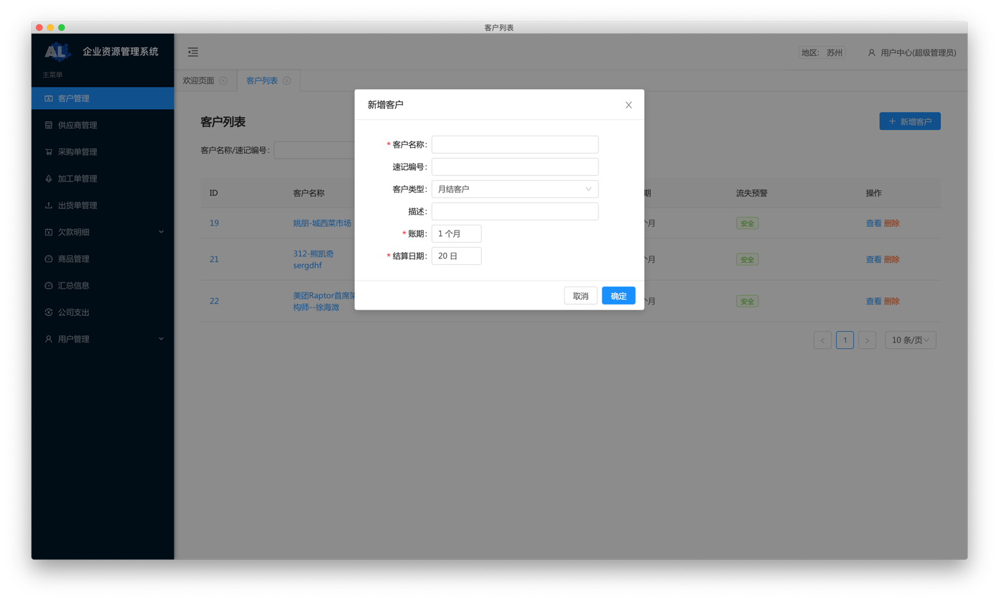 客户列表
AL 企业资源管理系统
主菜单
客户管理
供应商管理
采购单管理
加工单管理
出货单管理
欠款明细
商品管理
汇总信息
公司支出
用户管理
地区: 苏州 用户中心(超级管理员)
欢迎页面 客户列表
客户列表
新增客户
客户名称/速记编号:
ID 客户名称 期 流失预警 操作
19 姚朋-城西菜市场 个月 安全 查看 删除
21 312-熊凯奇 sergdhf 个月 安全 查看 删除
22 美团Raptor首席架
构师--徐海溦 个月 安全 查看 删除
1 10 条/页
新增客户
* 客户名称:
速记编号:
客户类型: 月结客户
描述:
* 账期: 1 个月
* 结算日期: 20 日
取消 确定